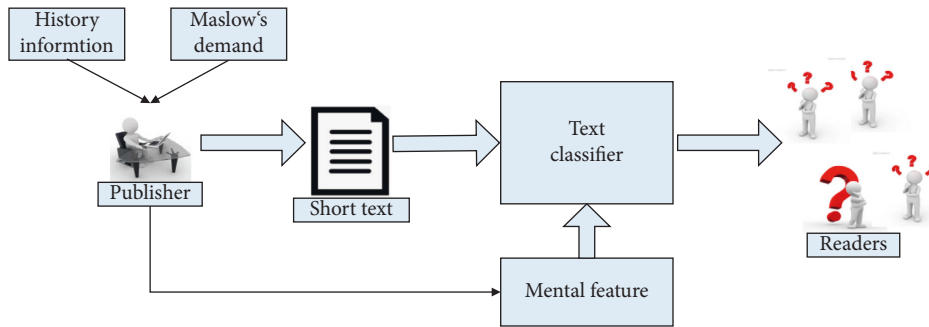 History
informtion
Maslow‘s
demand
Publisher
Short text
Text
classifier
Mental feature
Readers